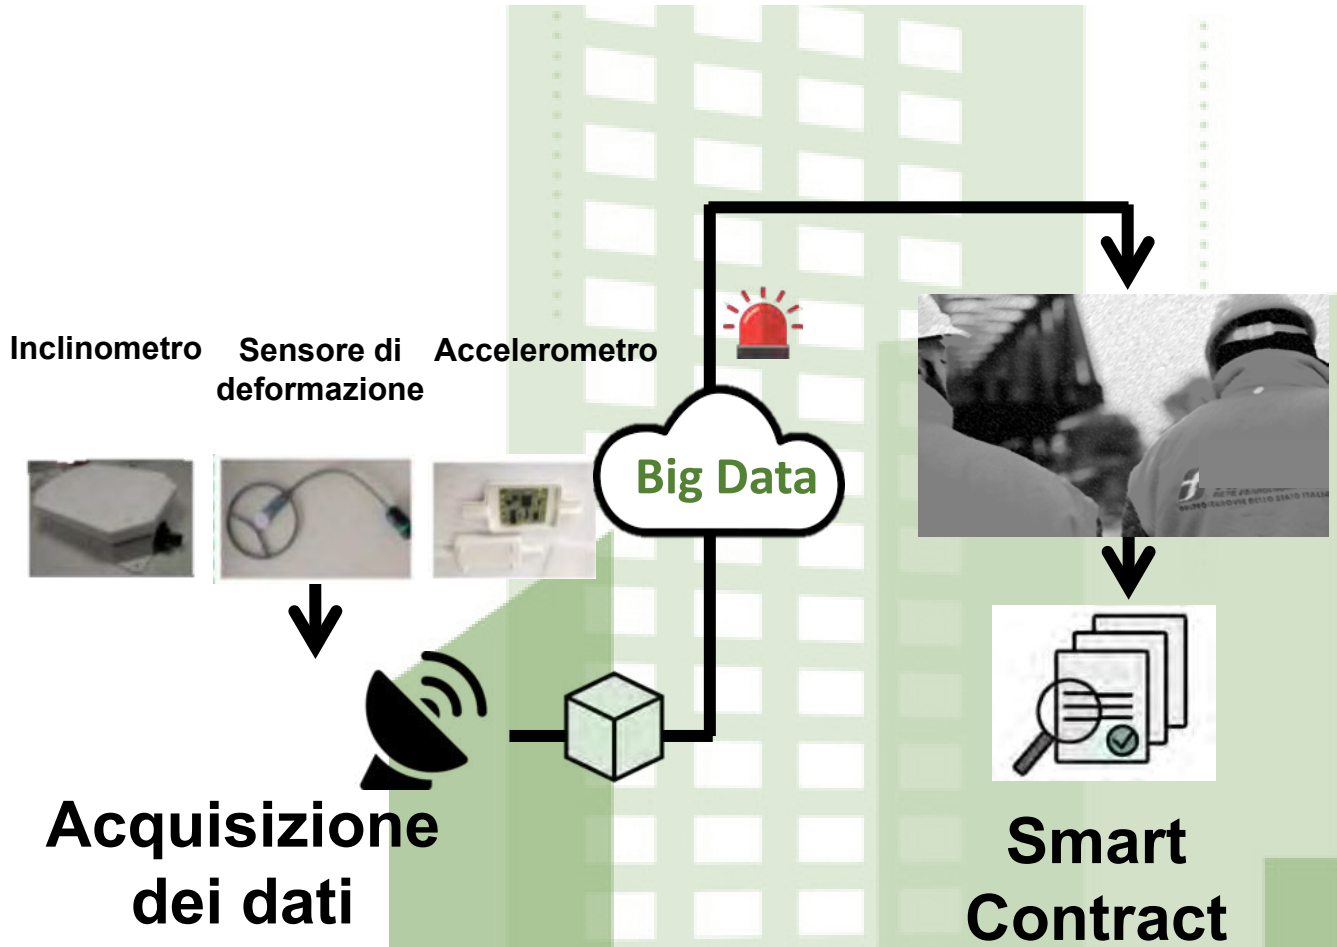 Inclinometro
Sensore di
deformazione
Accelerometro
Big Data
Acquisizione
dei dati
Smart
Contract